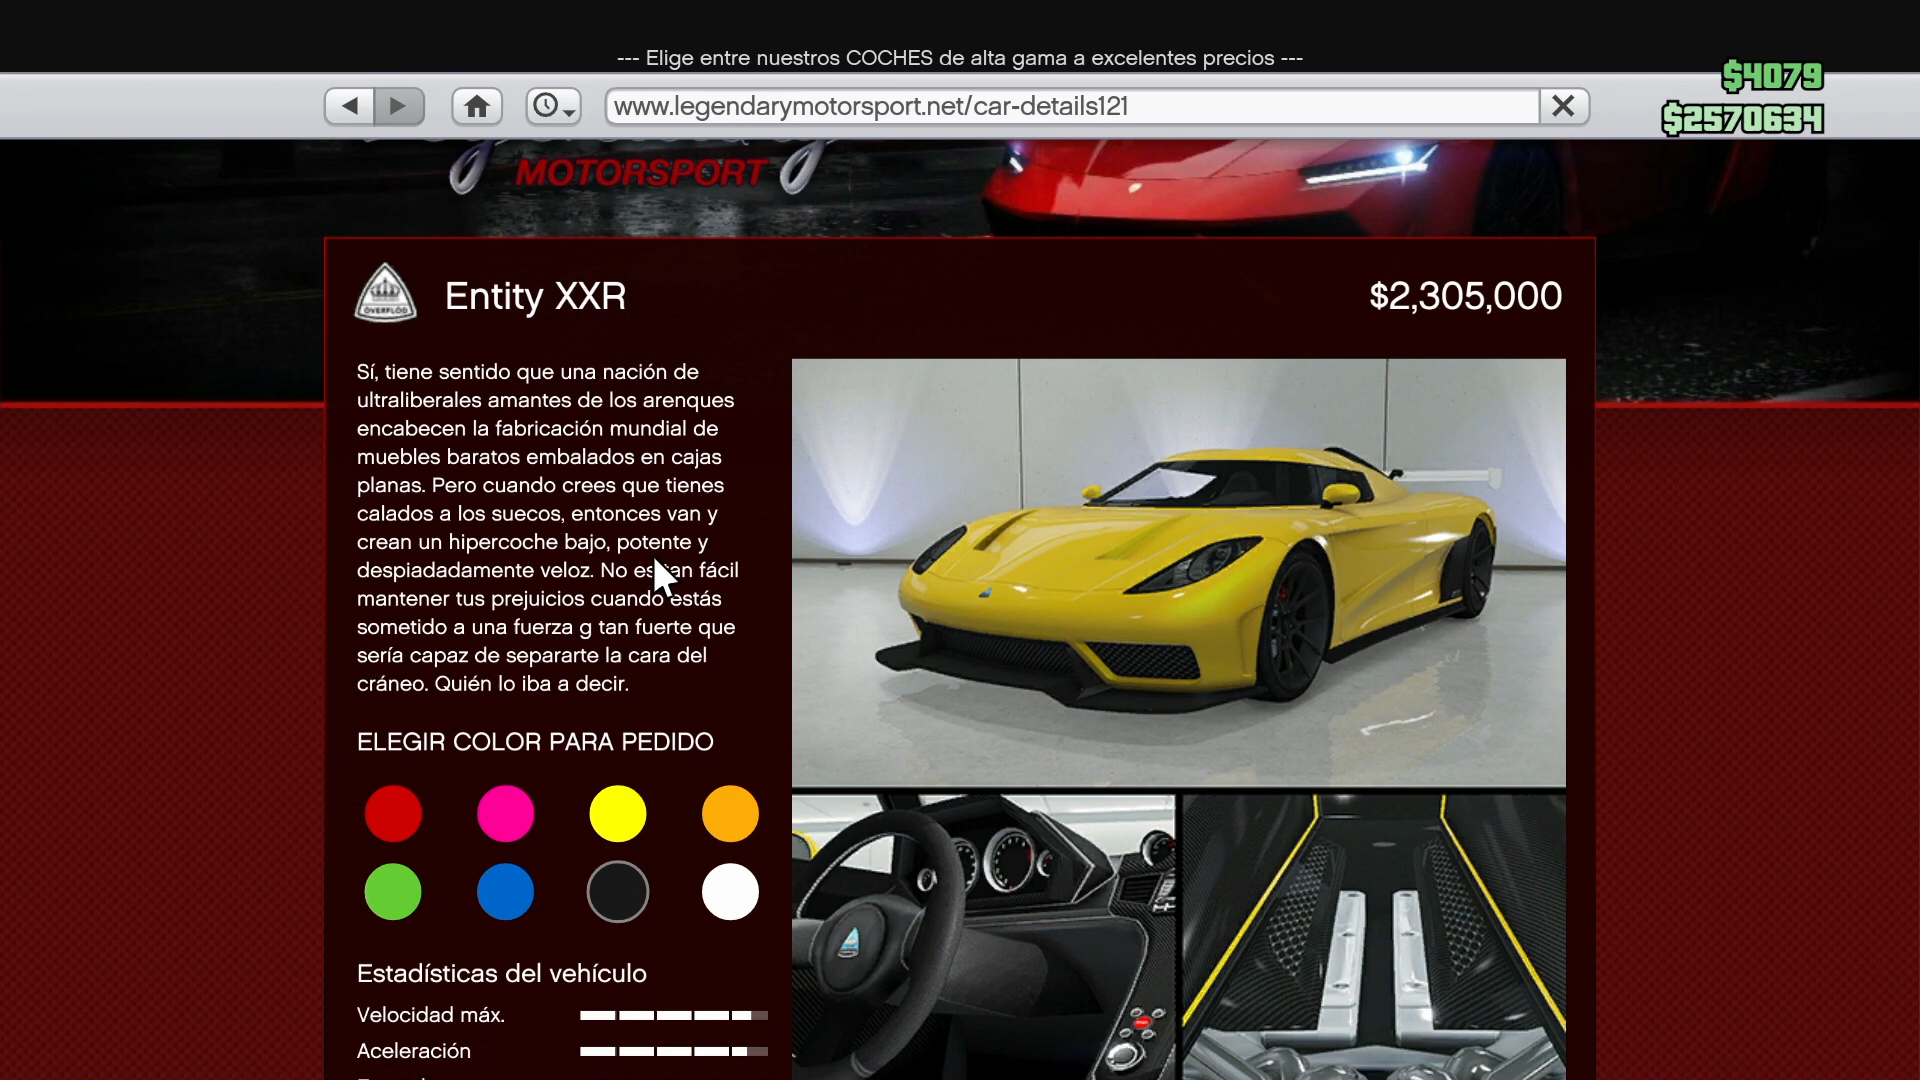 --- Elige entre nuestros COCHES de alta gama a excelentes precios ---
$4079
www.legendarymotorsport.net/car-details121
$2570634
MOTORSPORT
ÖVERFLÖD
Entity XXR
$2,305,000
Sí, tiene sentido que una nación de
ultraliberales amantes de los arenques
encabecen la fabricación mundial de
muebles baratos embalados en cajas
planas. Pero cuando crees que tienes
calados a los suecos, entonces van y
crean un hipercoche bajo, potente y
despiadadamente veloz. No es tan fácil
mantener tus prejuicios cuando estás
sometido a una fuerza g tan fuerte que
sería capaz de separarte la cara del
cráneo. Quién lo iba a decir.
ELEGIR COLOR PARA PEDIDO
Estadísticas del vehículo
Velocidad máx.
Aceleración